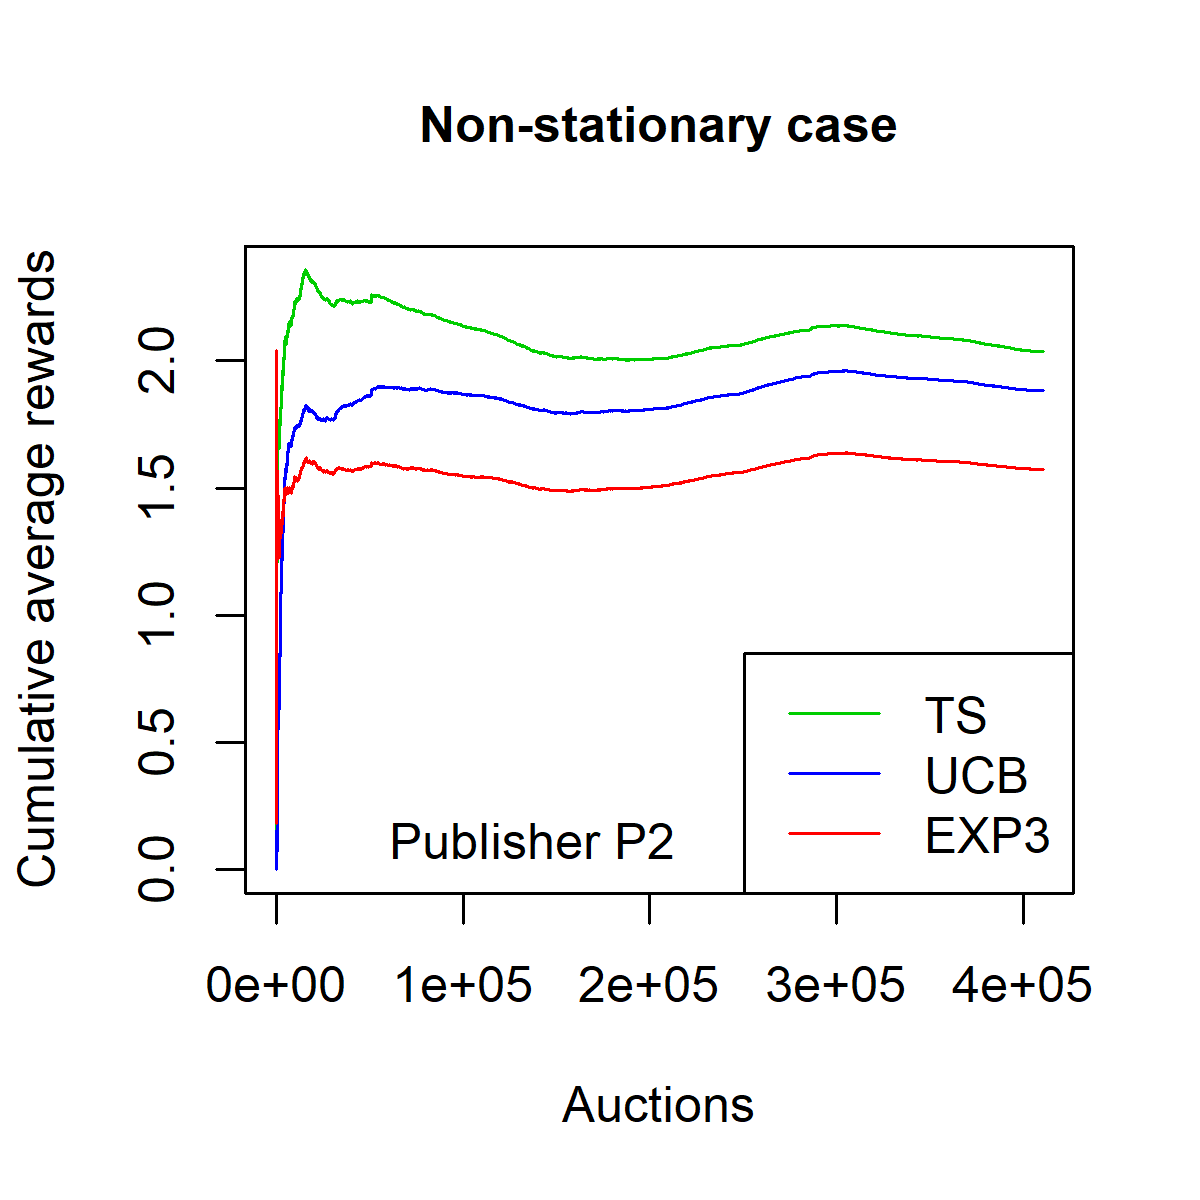 Non-stationary case
Cumulative average rewards
2.0
1.5
1.0
0.5
0.0
TS
UCB
EXP3
Publisher P2
0e+00 1e+05 2e+05 3e+05 4e+05
Auctions